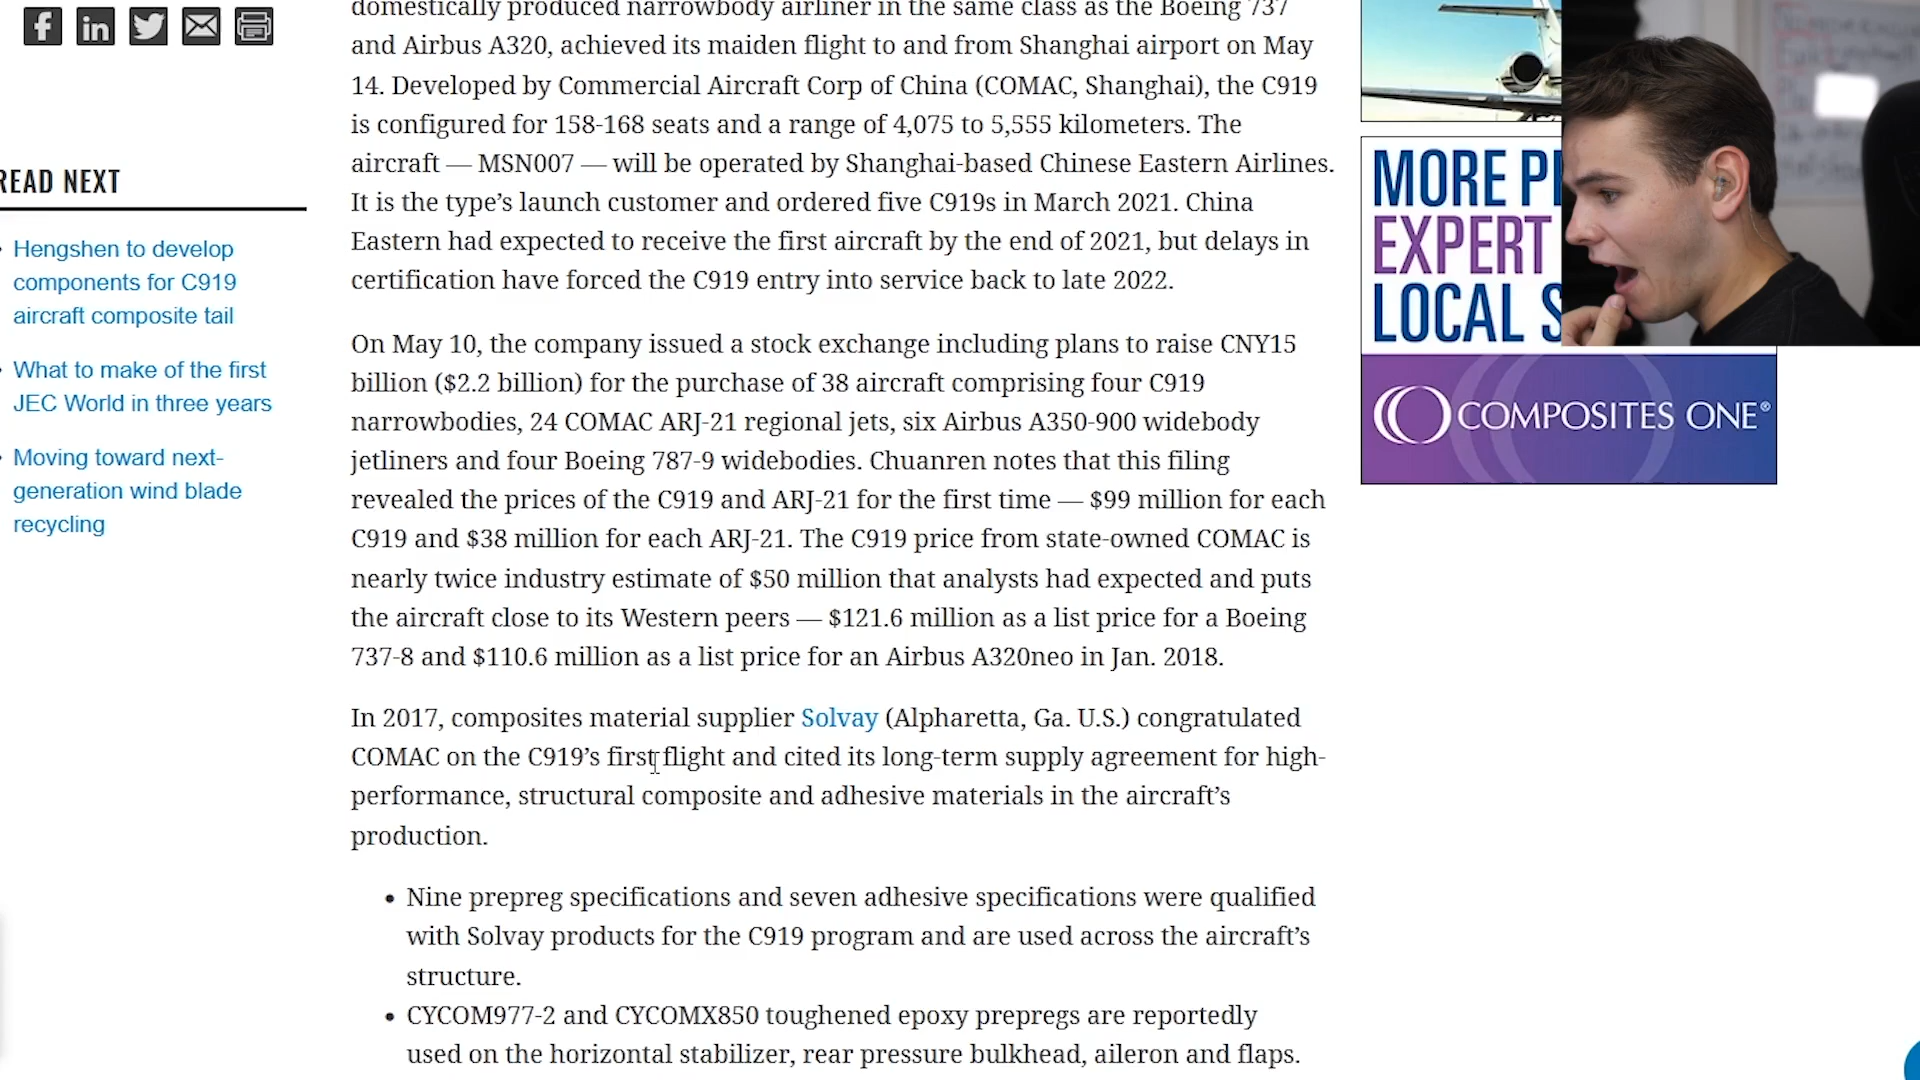 domestically produced narrowbody airliner in the same class as the Boeing 737
and Airbus A320, achieved its maiden flight to and from Shanghai airport on May
14. Developed by Commercial Aircraft Corp of China (COMAC, Shanghai), the C919
is configured for 158-168 seats and a range of 4,075 to 5,555 kilometers. The
aircraft — MSN007 — will be operated by Shanghai-based Chinese Eastern Airlines.
It is the type’s launch customer and ordered five C919s in March 2021. China
Eastern had expected to receive the first aircraft by the end of 2021, but delays in
certification have forced the C919 entry into service back to late 2022.
On May 10, the company issued a stock exchange including plans to raise CNY15
billion ($2.2 billion) for the purchase of 38 aircraft comprising four C919
narrowbodies, 24 COMAC ARJ-21 regional jets, six Airbus A350-900 widebody
jetliners and four Boeing 787-9 widebodies. Chuanren notes that this filing
revealed the prices of the C919 and ARJ-21 for the first time — $99 million for each
C919 and $38 million for each ARJ-21. The C919 price from state-owned COMAC is
nearly twice industry estimate of $50 million that analysts had expected and puts
the aircraft close to its Western peers — $121.6 million as a list price for a Boeing
737-8 and $110.6 million as a list price for an Airbus A320neo in Jan. 2018.
In 2017, composites material supplier Solvay (Alpharetta, Ga. U.S.) congratulated
COMAC on the C919’s first flight and cited its long-term supply agreement for high-
performance, structural composite and adhesive materials in the aircraft’s
production.
• Nine prepreg specifications and seven adhesive specifications were qualified
with Solvay products for the C919 program and are used across the aircraft’s
structure.
• CYCOM977-2 and CYCOMX850 toughened epoxy prepregs are reportedly
used on the horizontal stabilizer, rear pressure bulkhead, aileron and flaps.
READ NEXT
Hengshen to develop
components for C919
aircraft composite tail
What to make of the first
JEC World in three years
Moving toward next-
generation wind blade
recycling
MORE
EXPERT
LOCAL
COMPOSITES ONE®